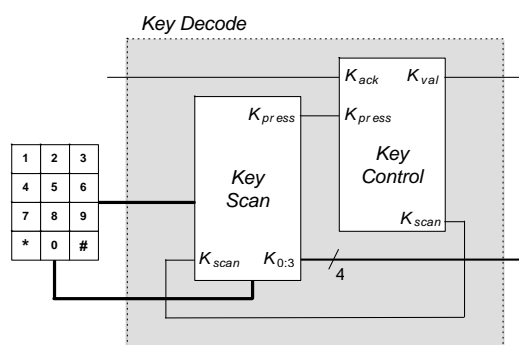 Key Decode
K_ack K_val
K_press K_press
Key
Control
1 2 3
4 5 6
7 8 9
* 0 #
Key
Scan
K_scan
K_scan K_0:3
4